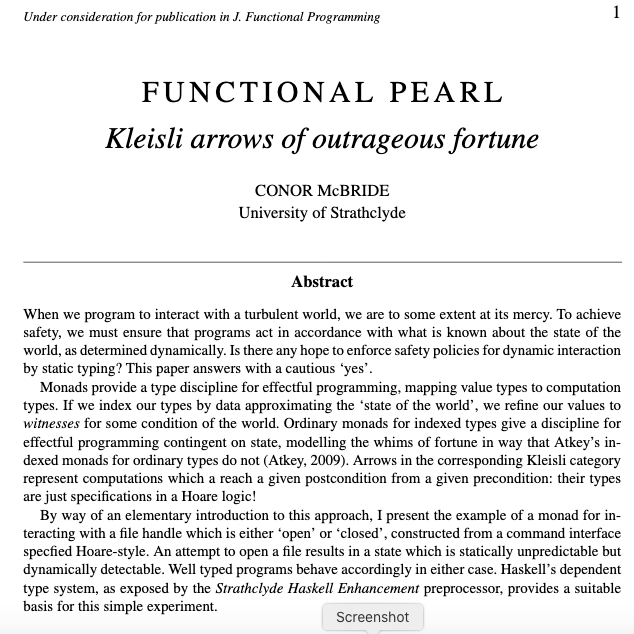 Under consideration for publication in J. Functional Programming
1
FUNCTIONAL PEARL
Kleisli arrows of outrageous fortune
CONOR McBRIDE
University of Strathclyde
Abstract
When we program to interact with a turbulent world, we are to some extent at its mercy. To achieve
safety, we must ensure that programs act in accordance with what is known about the state of the
world, as determined dynamically. Is there any hope to enforce safety policies for dynamic interaction
by static typing? This paper answers with a cautious ‘yes’.
Monads provide a type discipline for effectful programming, mapping value types to computation
types. If we index our types by data approximating the ‘state of the world’, we refine our values to
witnesses for some condition of the world. Ordinary monads for indexed types give a discipline for
effectful programming contingent on state, modelling the whims of fortune in way that Atkey’s in-
dexed monads for ordinary types do not (Atkey, 2009). Arrows in the corresponding Kleisli category
represent computations which a reach a given postcondition from a given precondition: their types
are just specifications in a Hoare logic!
By way of an elementary introduction to this approach, I present the example of a monad for in-
teracting with a file handle which is either ‘open’ or ‘closed’, constructed from a command interface
specfied Hoare-style. An attempt to open a file results in a state which is statically unpredictable but
dynamically detectable. Well typed programs behave accordingly in either case. Haskell’s dependent
type system, as exposed by the Strathclyde Haskell Enhancement preprocessor, provides a suitable
basis for this simple experiment.
Screenshot